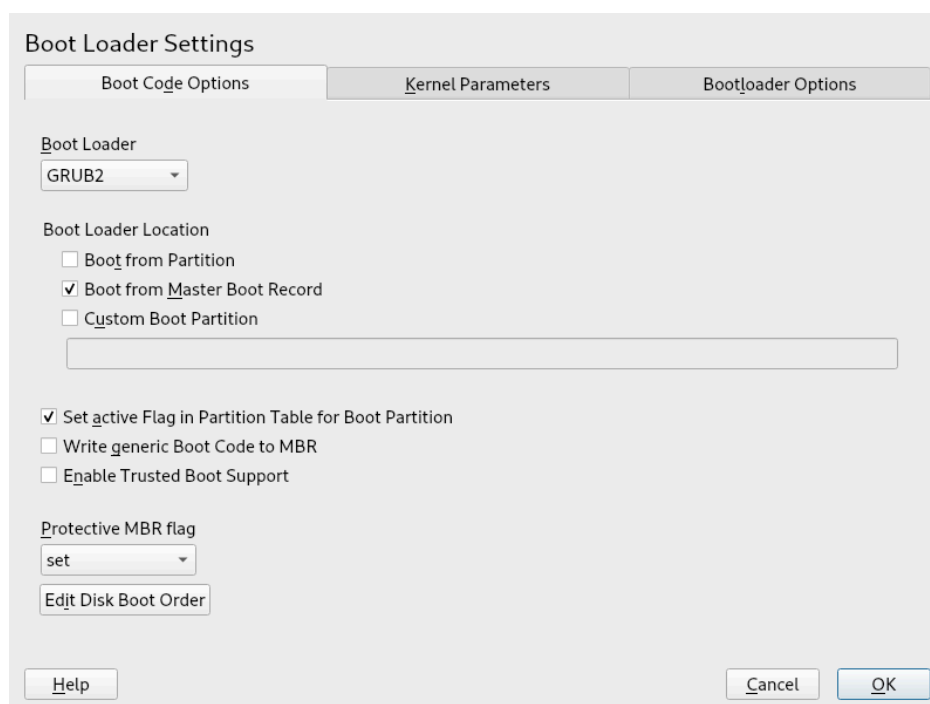 Boot Loader Settings
Boot Code Options
Kernel Parameters
Bootloader Options
Boot Loader
GRUB2
Boot Loader Location
Boot from Partition
Boot from Master Boot Record
Custom Boot Partition
Set active Flag in Partition Table for Boot Partition
Write generic Boot Code to MBR
Enable Trusted Boot Support
Protective MBR flag
set
Edit Disk Boot Order
Help
Cancel
OK